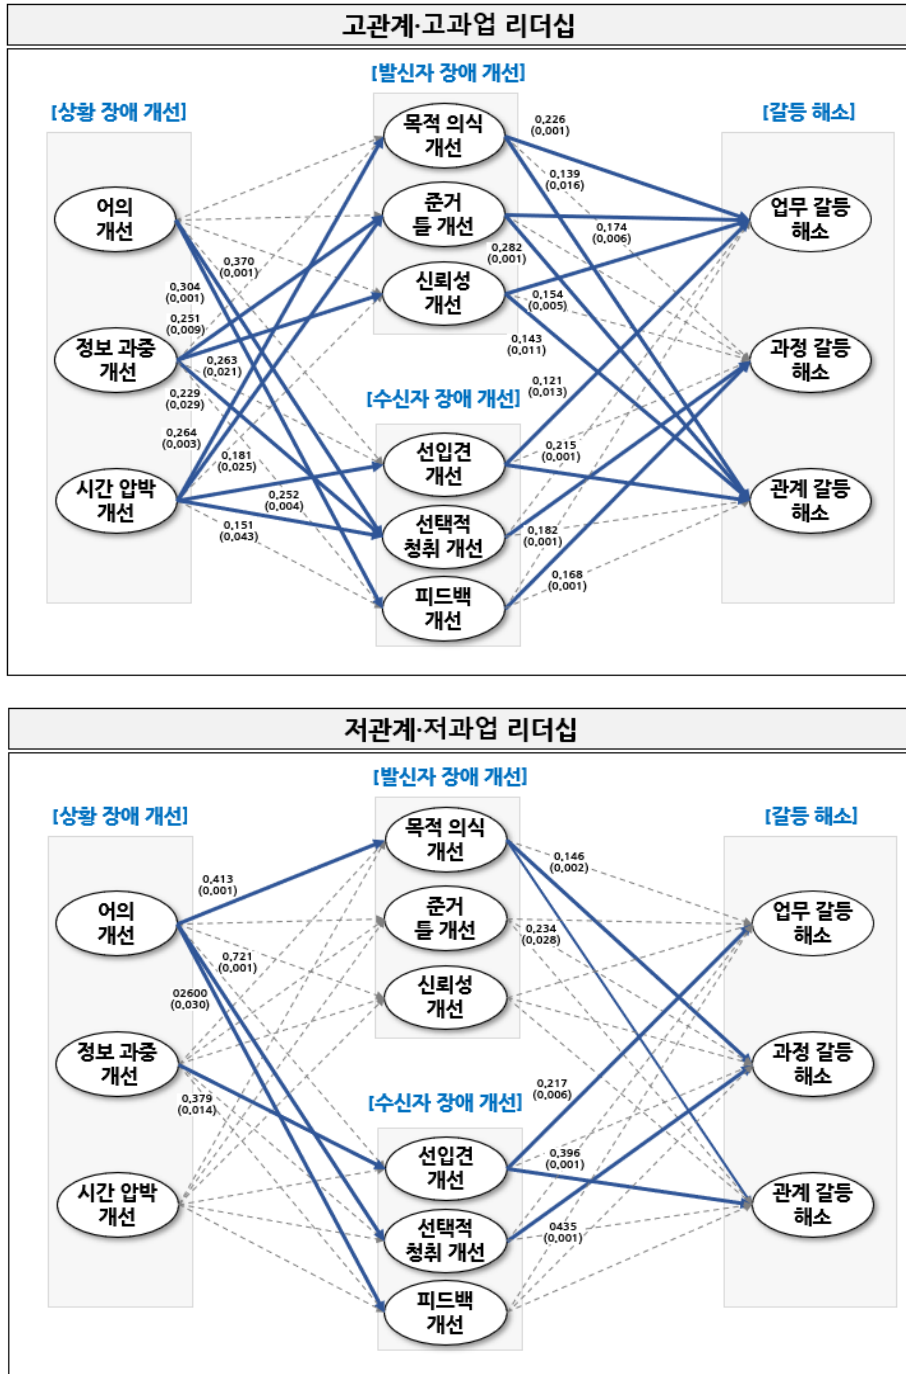 고관계·고과업 리더십
[발신자 장애 개선]
[상황 장애 개선]
[갈등 해소]
목적 의식
개선
0,226
(0,001)
0,139
(0,016)
어의
개선
준거
틀 개선
업무 갈등
해소
0,174
(0,006)
0,370
(0,001)
0,282
(0,001)
0,304
(0,001)
신뢰성
개선
0,154
(0,005)
0,251
(0,009)
0,143
(0,011)
정보 과중
개선
0,263
(0,021)
과정 갈등
해소
0,229
(0,029)
0,121
(0,013)
[수신자 장애 개선]
0,264
(0,003)
0,181
(0,025)
선입견
개선
0,215
(0,001)
시간 압박
개선
0,252
(0,004)
관계 갈등
해소
0,151
(0,043)
선택적
청취 개선
0,182
(0,001)
0,168
(0,001)
피드백
개선
저관계·저과업 리더십
[발신자 장애 개선]
[상황 장애 개선]
[갈등 해소]
목적 의식
개선
0,146
(0,002)
0,413
(0,001)
어의
개선
준거
틀 개선
0,234
(0,028)
업무 갈등
해소
0,721
(0,001)
02600
(0,030)
신뢰성
개선
정보 과중
개선
과정 갈등
해소
0,379
(0,014)
0,217
(0,006)
[수신자 장애 개선]
선입견
개선
0,396
(0,001)
시간 압박
개선
관계 갈등
해소
선택적
청취 개선
0435
(0,001)
피드백
개선